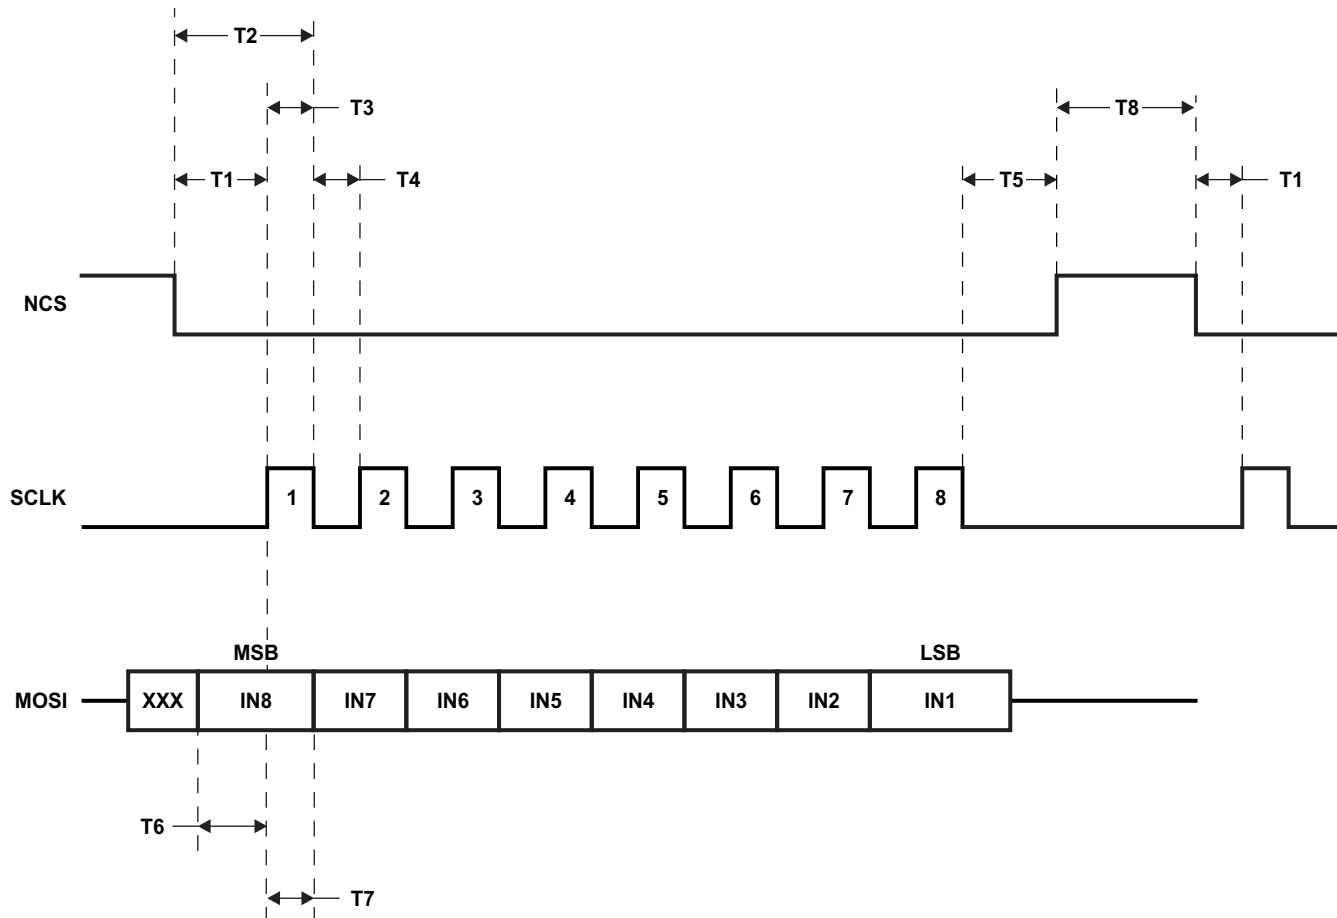 T2
T3
T8
T1
T4
T5
T1
NCS
SCLK
1 2 3 4 5 6 7 8
MSB
LSB
MOSI
XXX IN8 IN7 IN6 IN5 IN4 IN3 IN2 IN1
T6
T7